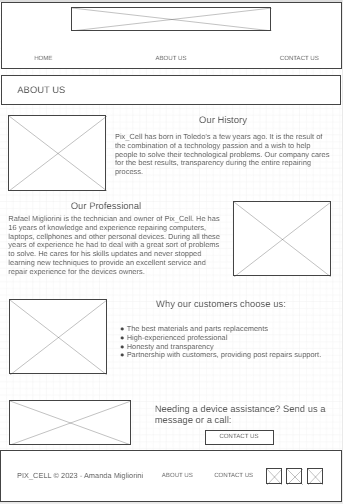 HOME ABOUT US CONTACT US
ABOUT US
Our History
Pix_Cell has born in Toledo's a few years ago. It is the result of
the combination of a technology passion and a wish to help
people to solve their technological problems. Our company cares
for the best results, transparency during the entire repairing
process.
Our Professional
Rafael Migliorini is the technician and owner of Pix_Cell. He has
16 years of knowledge and experience repairing computers,
laptops, cellphones and other personal devices. During all these
years of experience he had to deal with a great sort of problems
to solve. He cares for his skills updates and never stopped
learning new techniques to provide an excellent service and
repair experience for the devices owners.
Why our customers choose us:
● The best materials and parts replacements
● High-experienced professional
● Honesty and transparency
● Partnership with customers, providing post repairs support.
Needing a device assistance? Send us a
message or a call:
CONTACT US
PIX_CELL © 2023 - Amanda Migliorini ABOUT US CONTACT US